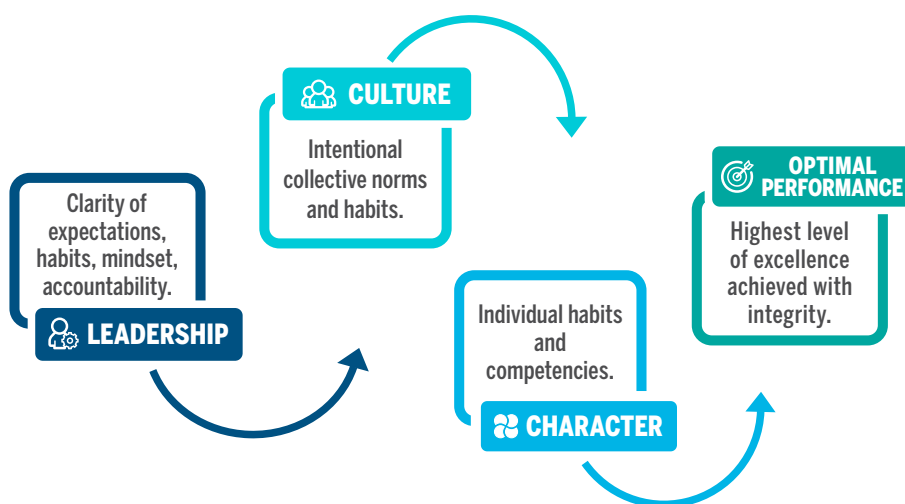 Clarity of
expectations,
habits, mindset,
accountability.
LEADERSHIP
CULTURE
Intentional
collective norms
and habits.
Individual habits
and
competencies.
CHARACTER
OPTIMAL
PERFORMANCE
Highest level
of excellence
achieved with
integrity.